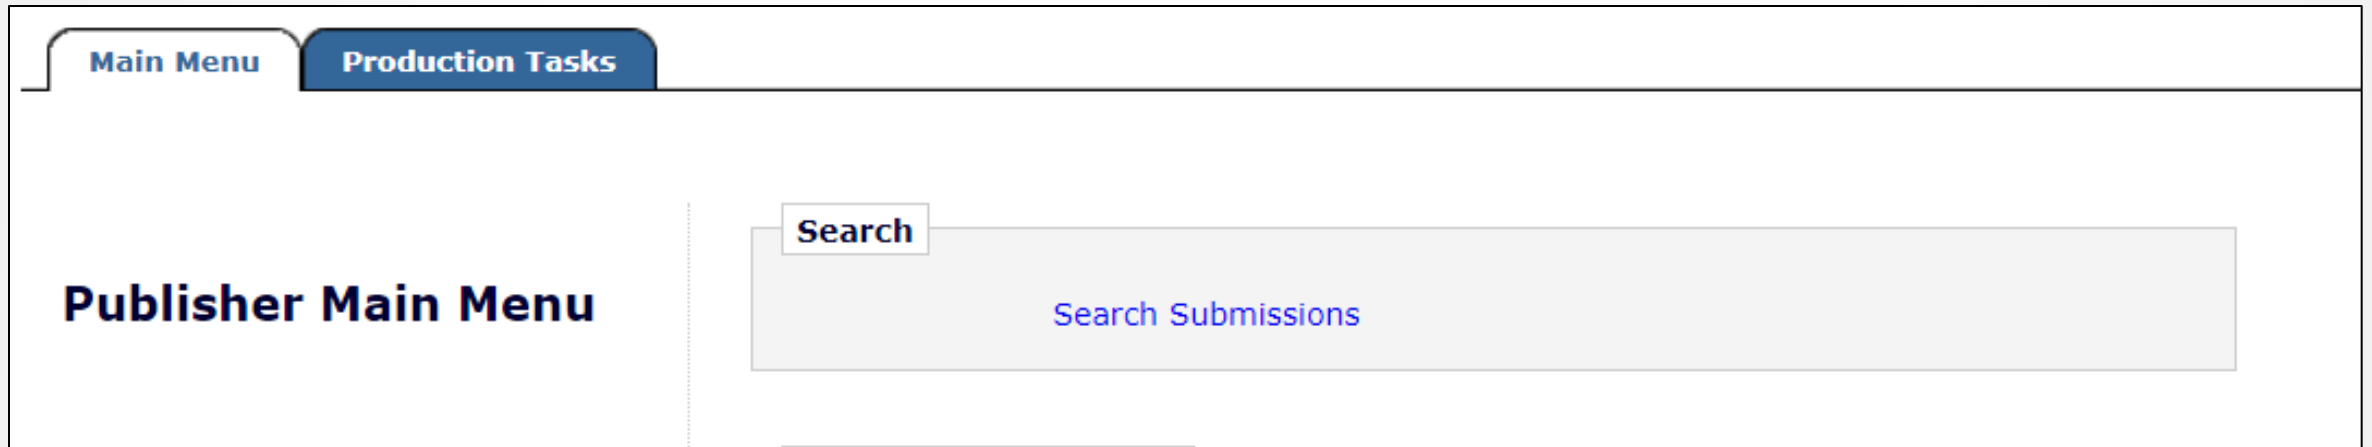 Main Menu Production Tasks
Search
Publisher Main Menu
Search Submissions